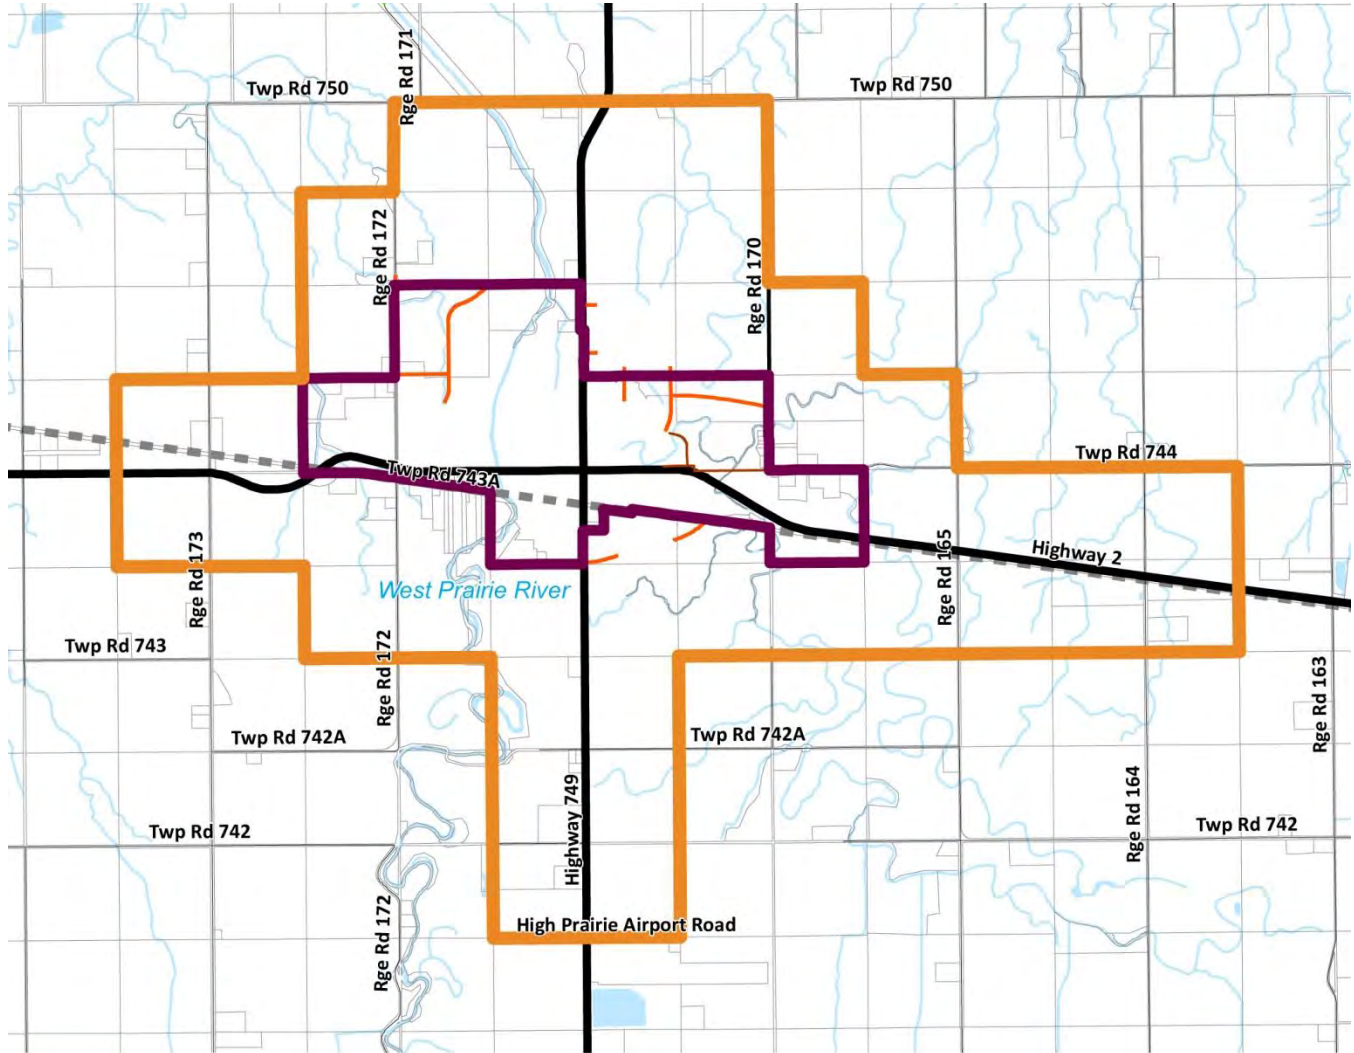 Rge Rd 171
Twp Rd 750
Twp Rd 750
Rge Rd 172
Rge Rd 170
Twp Rd 744
Twp Rd 743A
Highway 2
Rge Rd 173
Rge Rd 165
West Prairie River
Twp Rd 743
Rge Rd 172
Rge Rd 163
Twp Rd 742A
Twp Rd 742A
Highway 749
Rge Rd 164
Twp Rd 742
Twp Rd 742
High Prairie Airport Road
Rge Rd 172